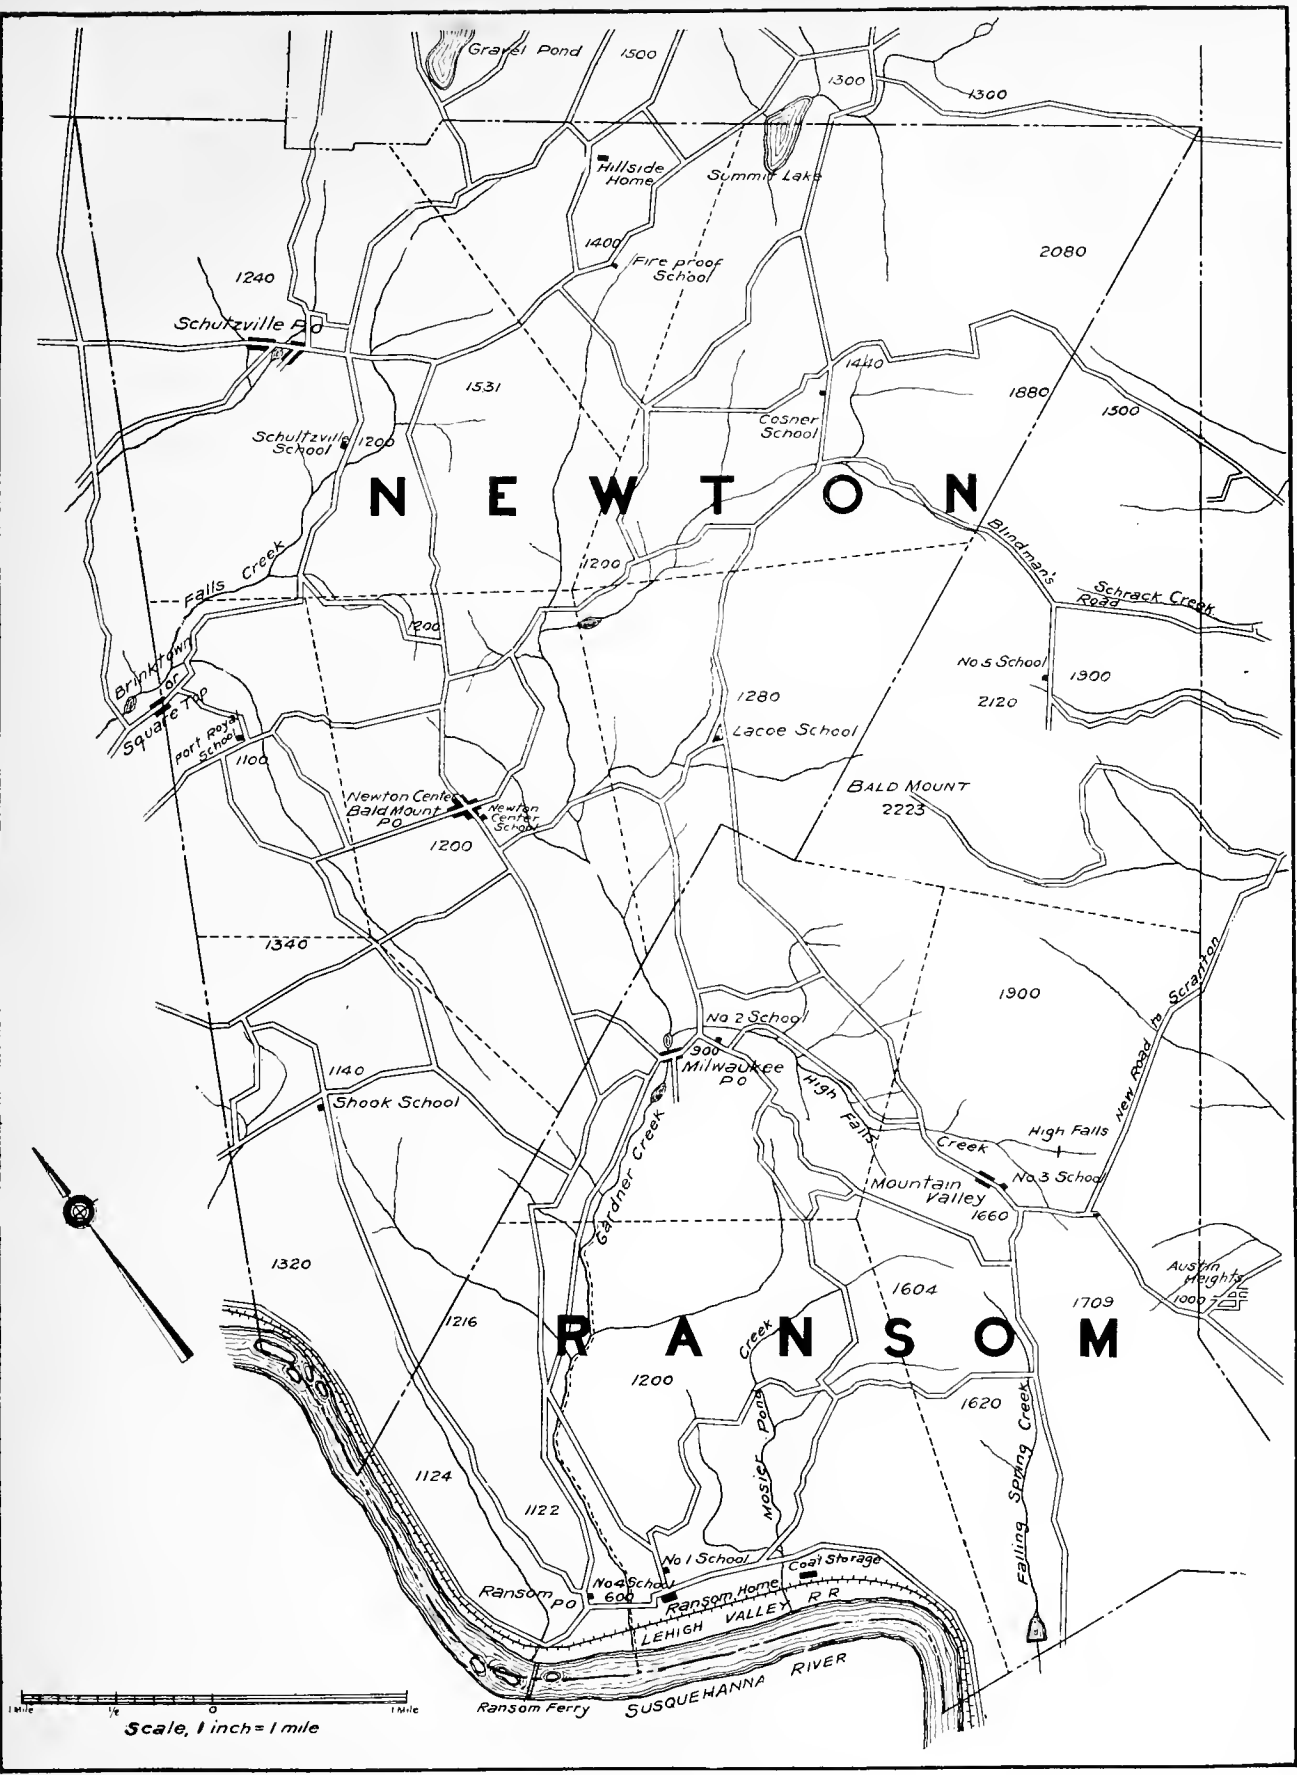 Gravel Pond
1500
1300
1300
Hillside
Home
Summit Lake
1400
Fire proof
School
2080
1240
Schutzville P.O
1531
1440
1880
1500
Cosner
School
Schultzville
School
1200
NEWTON
Blindman's
Road
Schrack Creek
Falls Creek
1200
1200
No 5 School
1900
2120
Brinktown
or
Square Top
Port Royal
School
1100
1280
Lacoe School
BALD MOUNT
2223
Newton Center
Bald Mount
PO
Newton
Center
School
1200
1340
1900
New Road to Scranton
No 2 School
900
Milwaukee
PO
High Falls
Creek
High Falls
1140
Shook School
Gardner Creek
Mountain
Valley
No.3 School
1660
1320
Austin
Heights
1000
1604
1709
1216
RANSOM
1200
Mosier Pond
Creek
1620
Falling Spring Creek
1124
1122
No 1 School
Coal Storage
Ransom
PO
No 4 School
600
Ransom Home
LEHIGH VALLEY R R
SUSQUEHANNA RIVER
Ransom Ferry
1 Mile
1/2
0
1 Mile
Scale, 1 inch = 1 mile